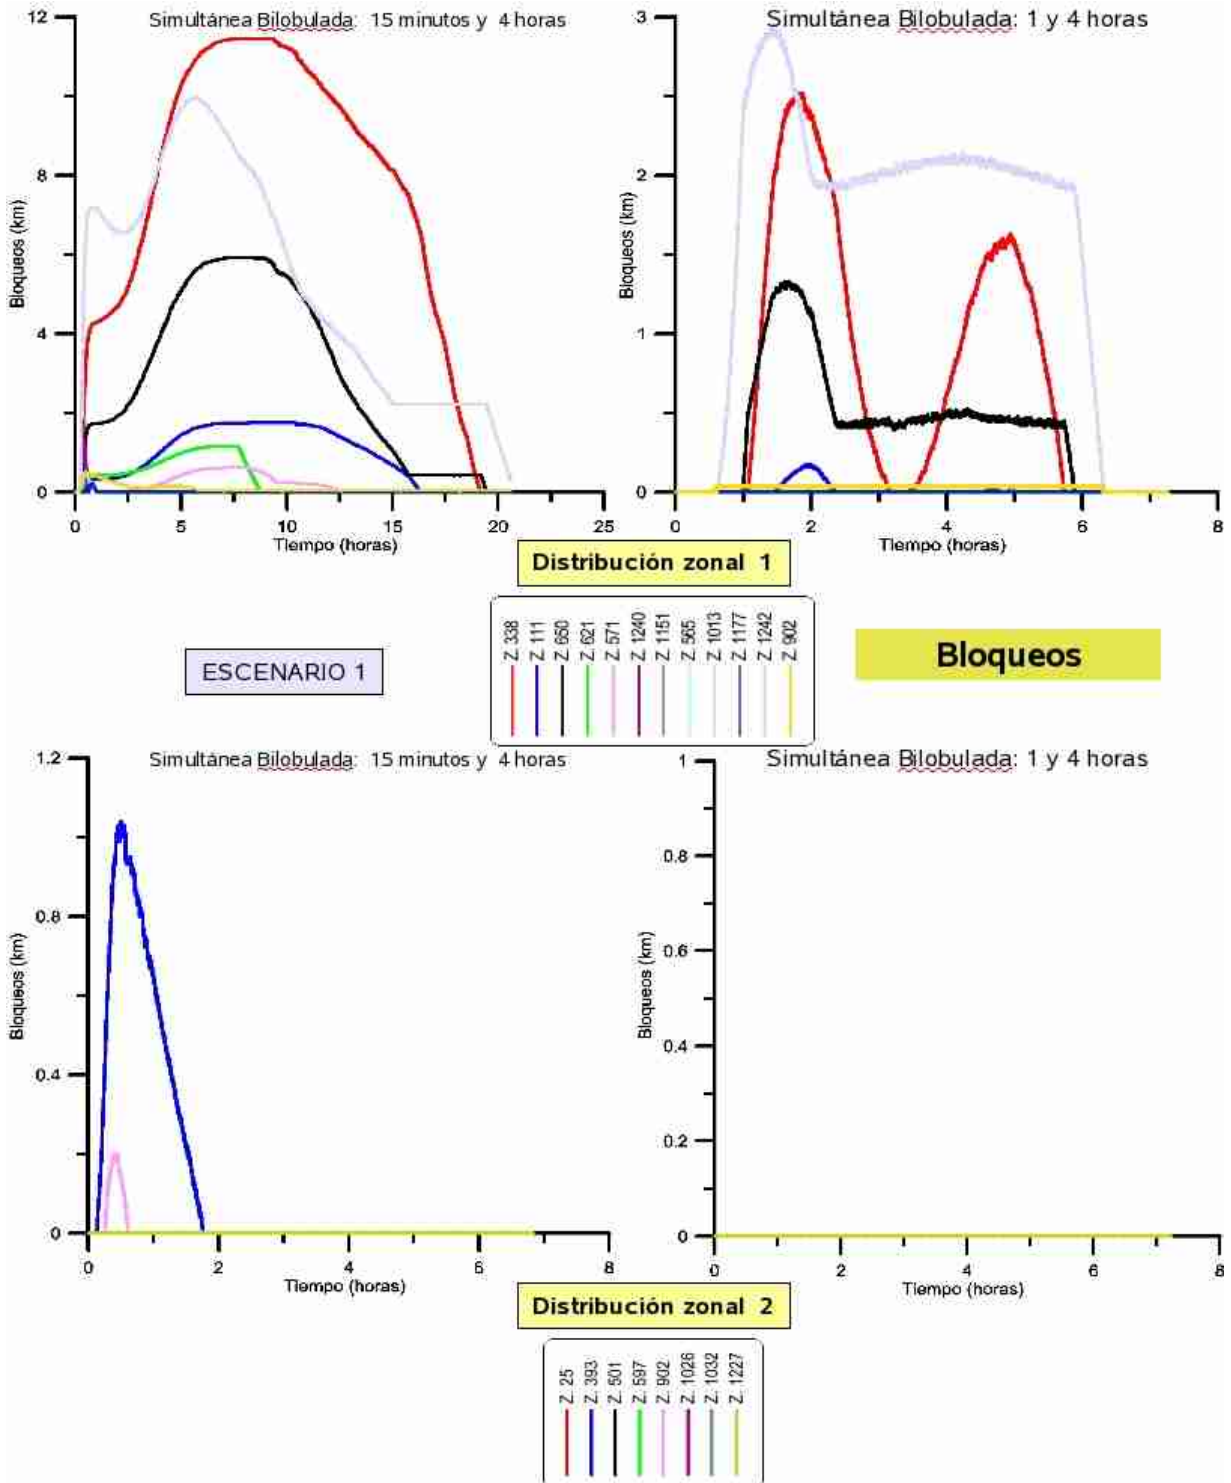 Simultánea Bilobulada: 15 minutos y 4 horas
12
8
4
0
Bloqueos (km)
0 5 10 15 20 25
Tiempo (horas)
Simultánea Bilobulada: 1 y 4 horas
3
2
1
0
Bloqueos (km)
0 2 4 6 8
Tiempo (horas)
Distribución zonal 1
Z. 338
Z. 111
Z. 650
Z. 621
Z. 571
Z. 1240
Z. 1151
Z. 565
Z. 1013
Z. 1177
Z. 1242
Z. 902
ESCENARIO 1
Bloqueos
Simultánea Bilobulada: 15 minutos y 4 horas
1.2
0.8
0.4
0
Bloqueos (km)
0 2 4 6 8
Tiempo (horas)
Simultánea Bilobulada: 1 y 4 horas
1
0.8
0.6
0.4
0.2
0
Bloqueos (km)
0 2 4 6 8
Tiempo (horas)
Distribución zonal 2
Z. 25
Z. 393
Z. 501
Z. 597
Z. 902
Z. 1026
Z. 1032
Z. 1227